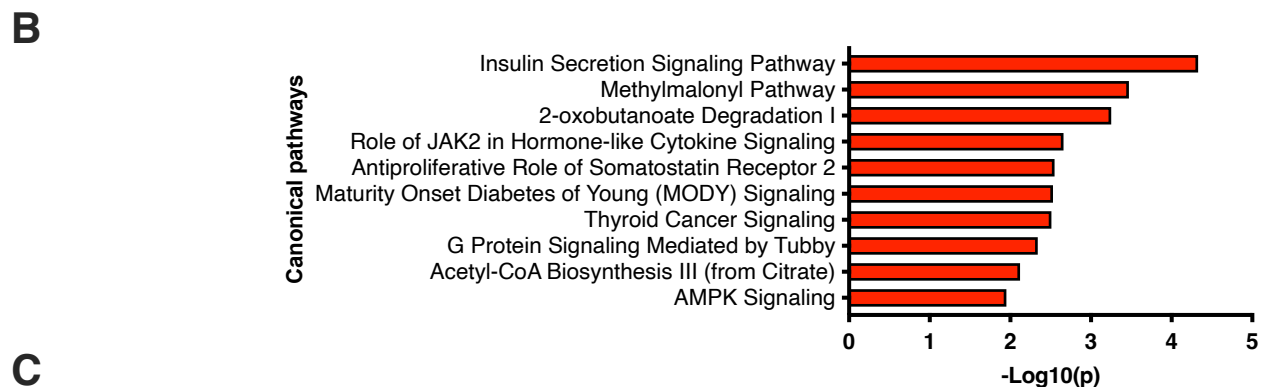 B
Canonical pathways
Insulin Secretion Signaling Pathway
Methylmalonyl Pathway
2-oxobutanoate Degradation I
Role of JAK2 in Hormone-like Cytokine Signaling
Antiproliferative Role of Somatostatin Receptor 2
Maturity Onset Diabetes of Young (MODY) Signaling
Thyroid Cancer Signaling
G Protein Signaling Mediated by Tubby
Acetyl-CoA Biosynthesis III (from Citrate)
AMPK Signaling
0 1 2 3 4 5
-Log10(p)
C